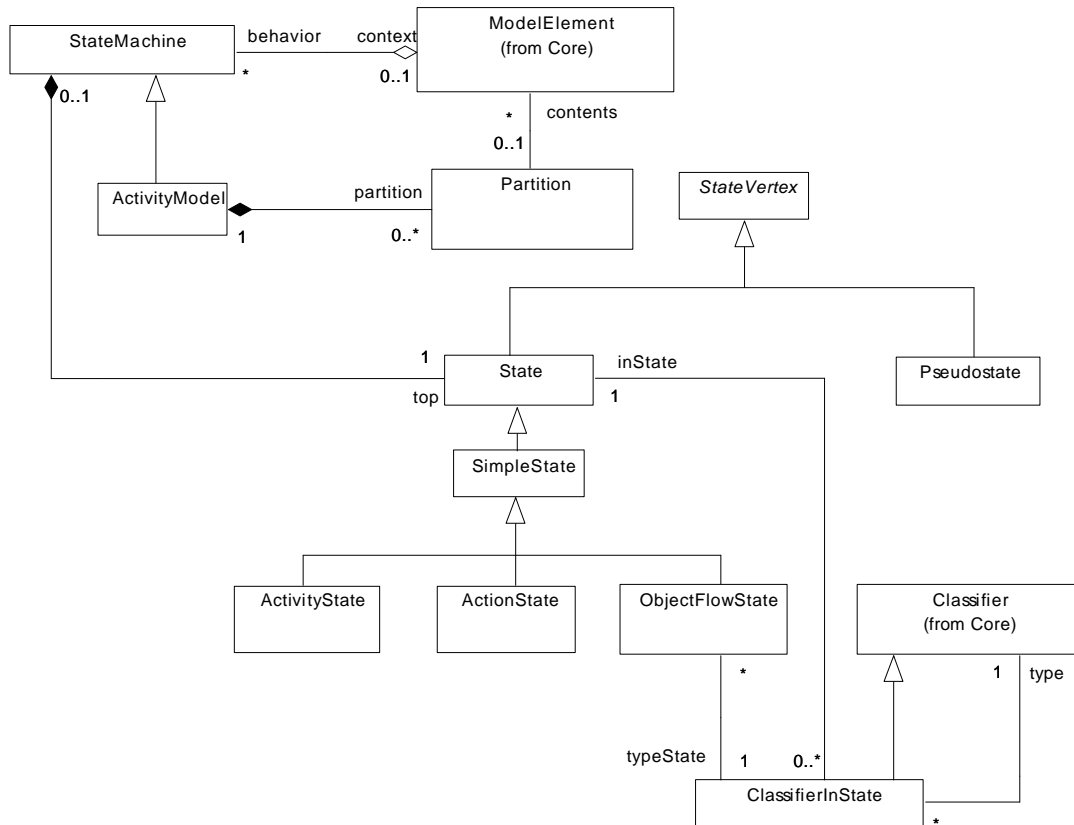 ModelElement
(from Core)
StateMachine
behavior
context
*
0..1
0..1
*
contents
0..1
Partition
partition
ActivityModel
1
0..*
StateVertex
1
State
inState
Pseudostate
top
1
SimpleState
ActivityState
ActionState
ObjectFlowState
Classifier
(from Core)
*
1
type
typeState
1
0..*
ClassifierInState
*